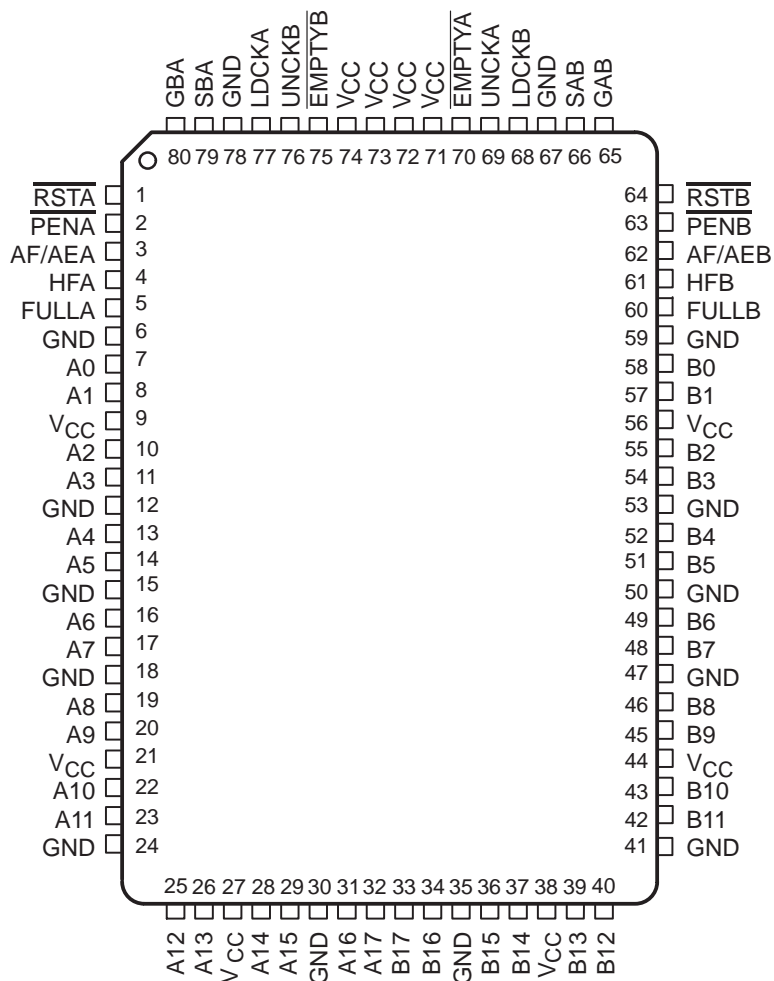 GBA SBA GND LDCKA UNCKB EMPTYB VCC VCC VCC VCC EMPTYA UNCKA LDCKB GND SAB GAB
80 79 78 77 76 75 74 73 72 71 70 69 68 67 66 65
RSTA 1 64 RSTB
PENA 2 63 PENB
AF/AEA 3 62 AF/AEB
HFA 4 61 HFB
FULLA 5 60 FULLB
GND 6 59 GND
A0 7 58 B0
A1 8 57 B1
VCC 9 56 VCC
A2 10 55 B2
A3 11 54 B3
GND 12 53 GND
A4 13 52 B4
A5 14 51 B5
GND 15 50 GND
A6 16 49 B6
A7 17 48 B7
GND 18 47 GND
A8 19 46 B8
A9 20 45 B9
VCC 21 44 VCC
A10 22 43 B10
A11 23 42 B11
GND 24 41 GND
25 26 27 28 29 30 31 32 33 34 35 36 37 38 39 40
A12 A13 VCC A14 A15 GND A16 A17 B17 B16 GND B15 B14 VCC B13 B12